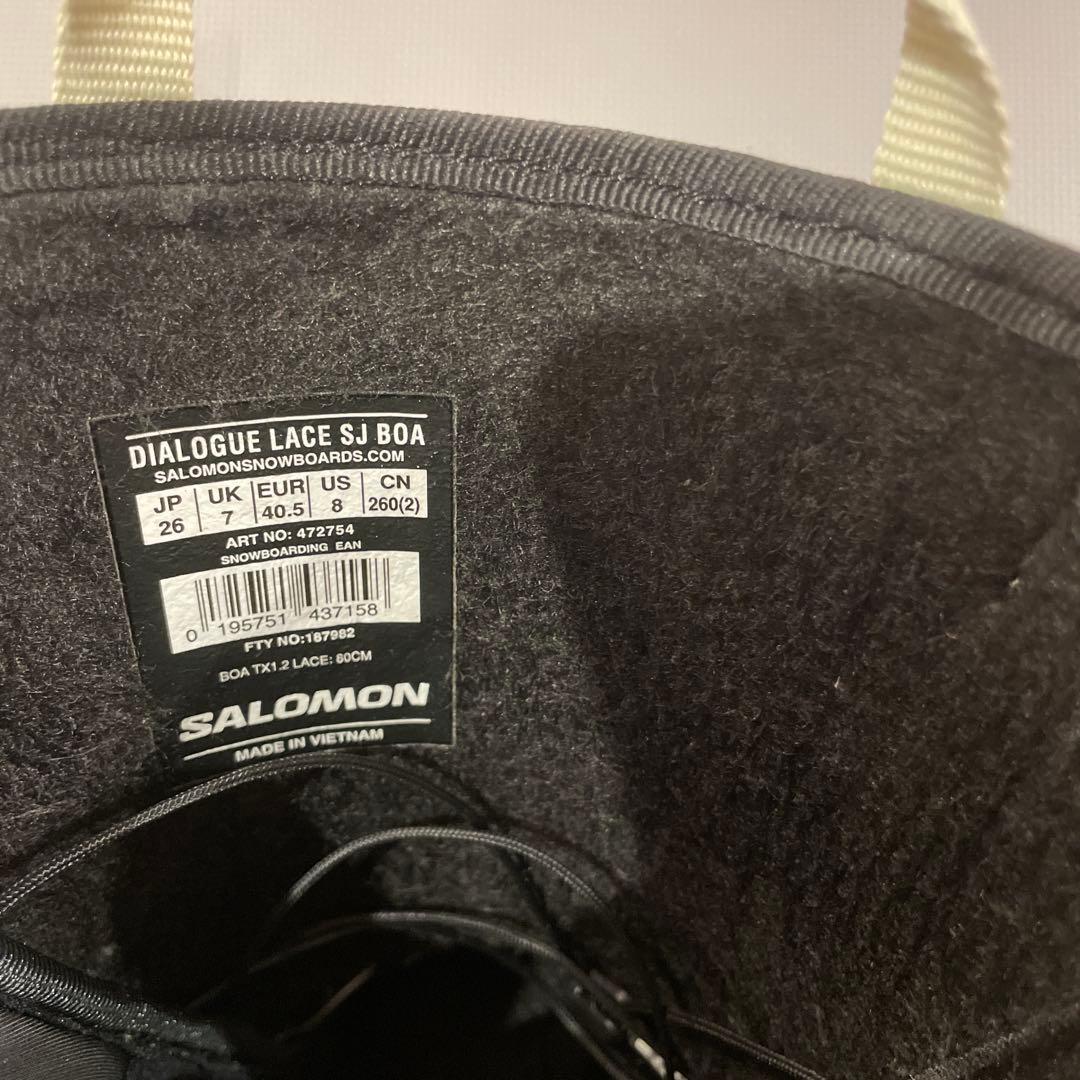 DIALOGUE LACE SJ BOA
SALOMONSNOWBOARDS.COM
JP UK EUR US CN
26 7 40.5 8 260(2)
ART NO: 472754
SNOWBOARDING EAN
0 195751 437158
FTY NO:187982
BOA TX1.2 LACE: 80CM
SALOMON
MADE IN VIETNAM